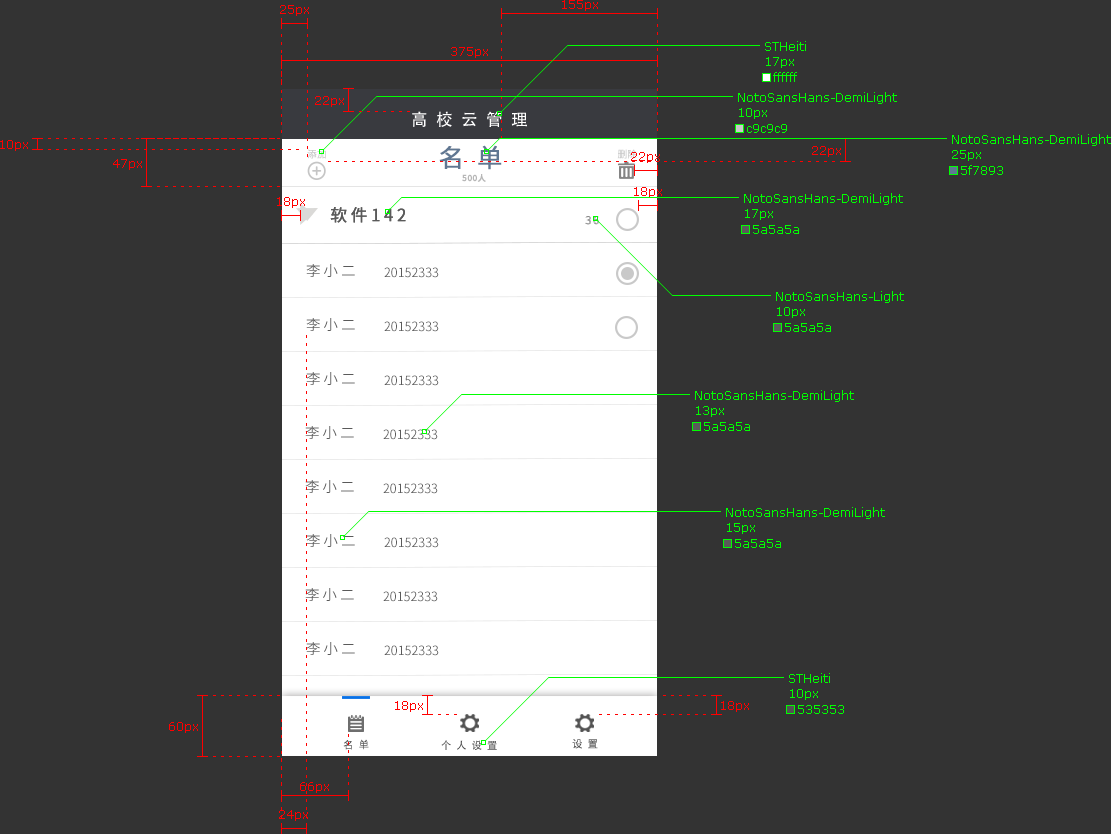 25px
155px
375px
STHeiti
17px
ffffff
22px
NotoSansHans-DemiLight
10px
c9c9c9
高校云管理
10px
47px
添加
名单
500人
22px
22px
NotoSansHans-DemiLight
25px
5f7893
18px
18px
NotoSansHans-DemiLight
17px
5a5a5a
软件142
李小二 20152333
NotoSansHans-Light
10px
5a5a5a
李小二 20152333
李小二 20152333
NotoSansHans-DemiLight
13px
5a5a5a
李小二 20152333
李小二 20152333
NotoSansHans-DemiLight
15px
5a5a5a
李小二 20152333
李小二 20152333
李小二 20152333
STHeiti
10px
535353
18px
18px
60px
名单
个人设置
设置
66px
24px